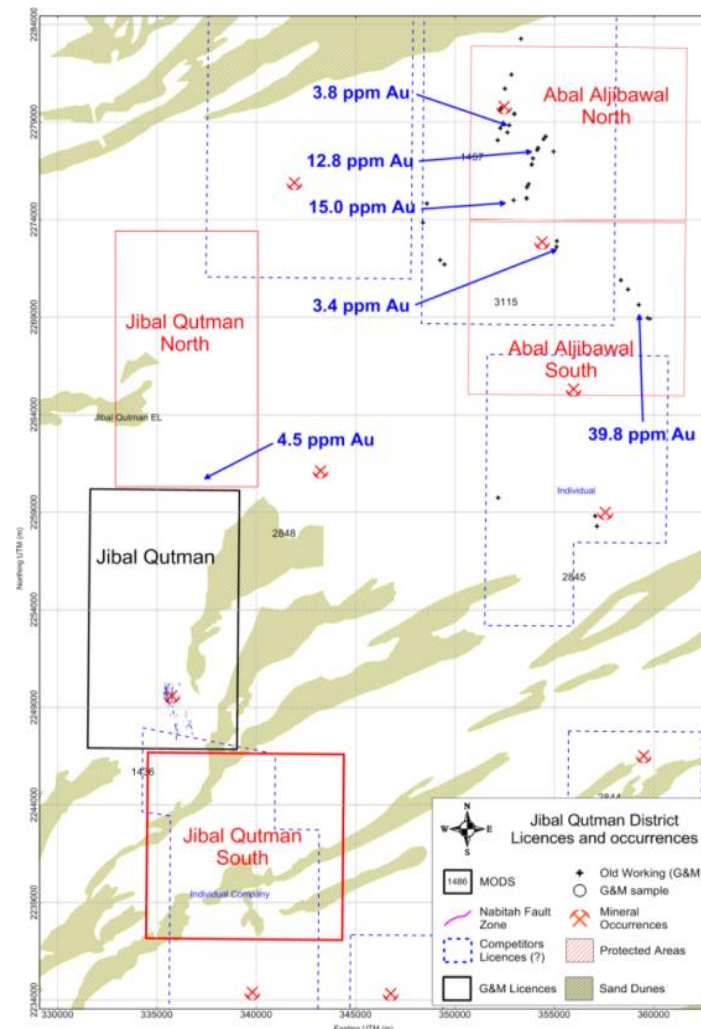 2284000
2279000
2274000
2269000
2264000
2259000
2254000
2249000
2244000
2239000
2234000
Northing UTM (m)
3.8 ppm Au
Abal Aljibawal
North
12.8 ppm Au
1457
15.0 ppm Au
3.4 ppm Au
3115
Jibal Qutman
North
Abal Aljibawal
South
Jibal Qutman EL
39.8 ppm Au
4.5 ppm Au
Individual
2848
Jibal Qutman
2845
1436
2844
Jibal Qutman
South
Individual Company
Jibal Qutman District
Licences and occurrences
N
W
E
S
1486
MODS
Nabitah Fault
Zone
Competitors
Licences (?)
G&M Licences
Old Working (G&M)
G&M sample
Mineral
Occurrences
Protected Areas
Sand Dunes
330000
335000
340000
345000
350000
355000
360000
Easting UTM (m)